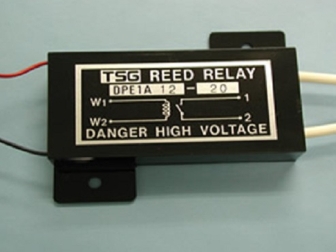 TSG REED RELAY
DPE1A 12 - 20
W1 1
W2 2
DANGER HIGH VOLTAGE